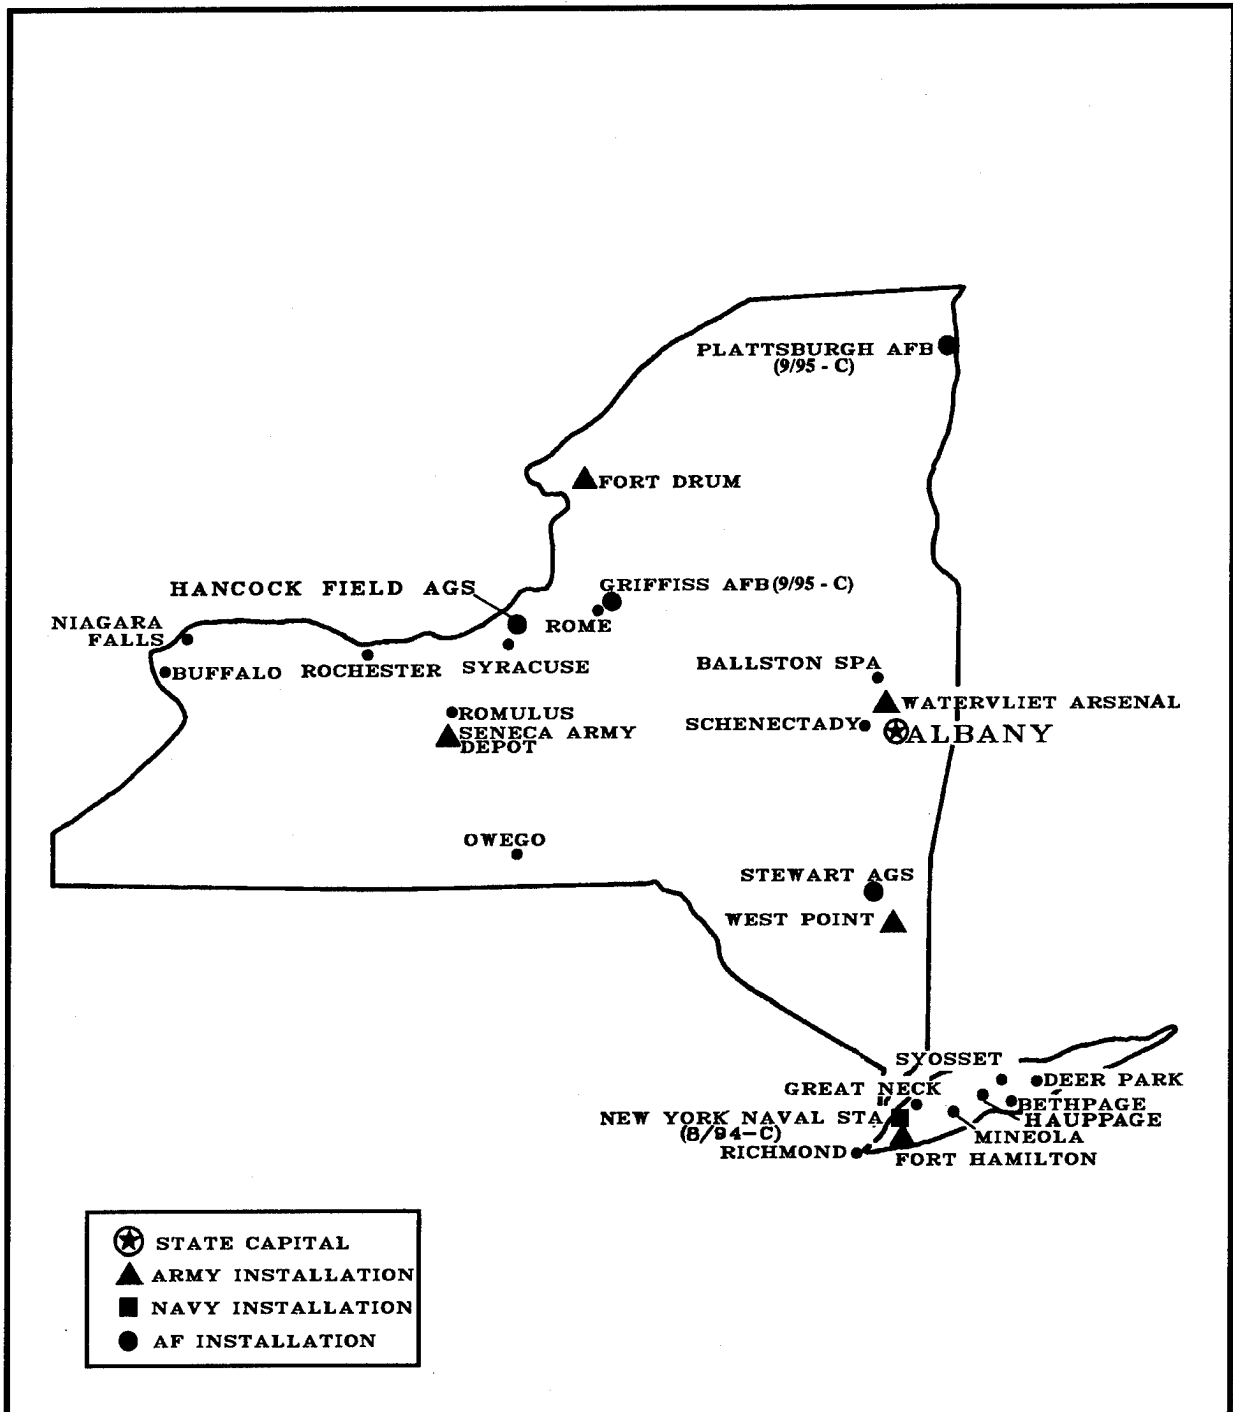 PLATTSBURGH AFB
(9/95 - C)
FORT DRUM
HANCOCK FIELD AGS
GRIFFISS AFB (9/95 - C)
NIAGARA
FALLS
ROME
BUFFALO
ROCHESTER
SYRACUSE
BALLSTON SPA
WATERVLIET ARSENAL
ROMULUS
SCHENECTADY
SENECA ARMY
DEPOT
ALBANY
OWEGO
STEWART AGS
WEST POINT
SYOSSET
DEER PARK
GREAT NECK
BETHPAGE
NEW YORK NAVAL STA
(8/94-C)
HAUPPAGE
MINEOLA
RICHMOND
FORT HAMILTON
STATE CAPITAL
ARMY INSTALLATION
NAVY INSTALLATION
AF INSTALLATION